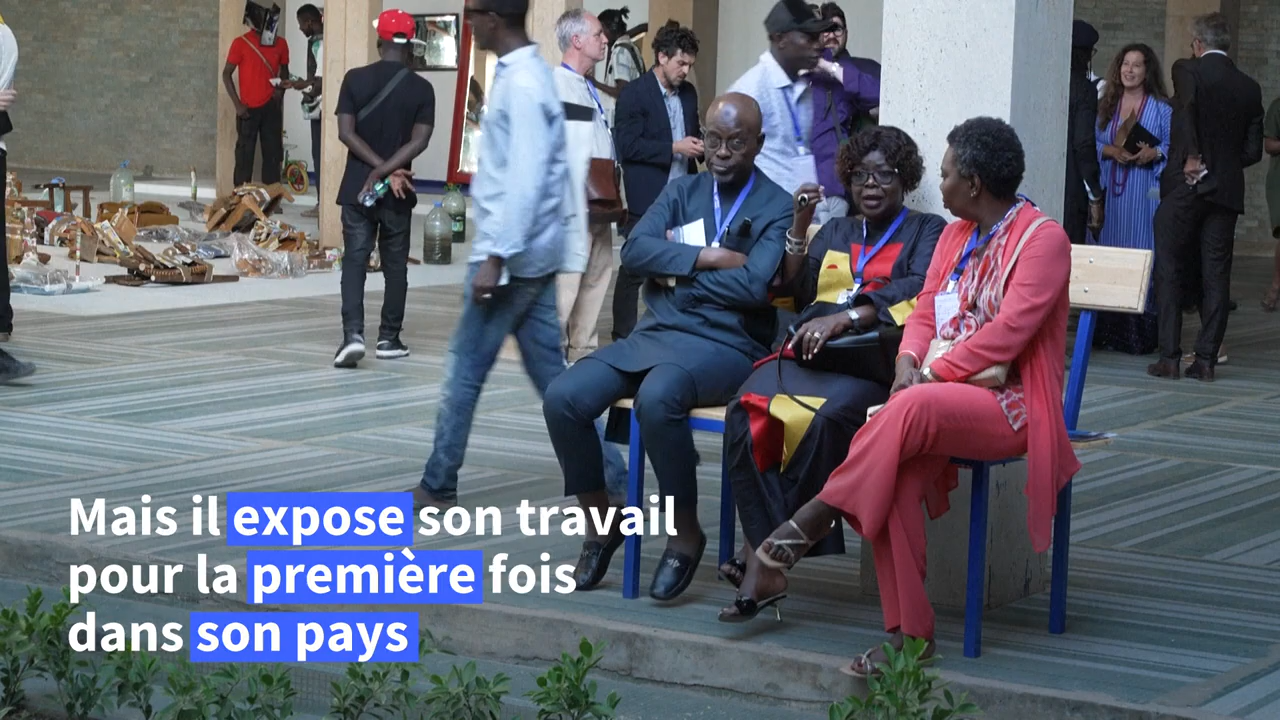 Mais il expose son travail
pour la première fois
dans son pays